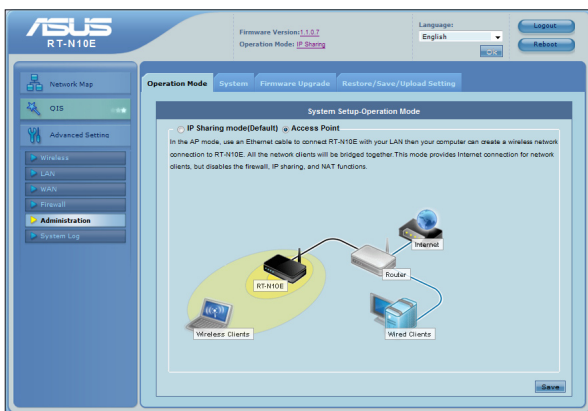 ASUS
RT-N10E
Firmware Version:1.1.0.7
Operation Mode: IP Sharing
Language:
English
OK
Logout
Reboot
Network Map
QIS
Advanced Setting
Wireless
LAN
WAN
Firewall
Administration
System Log
Operation Mode System Firmware Upgrade Restore/Save/Upload Setting
System Setup-Operation Mode
IP Sharing mode(Default) Access Point
In the AP mode, use an Ethernet cable to connect RT-N10E with your LAN then your computer can create a wireless network
connection to RT-N10E. All the network clients will be bridged together.This mode provides Internet connection for network
clients, but disables the firewall, IP sharing, and NAT functions.
Internet
Router
RT-N10E
Wireless Clients
Wired Clients
Save